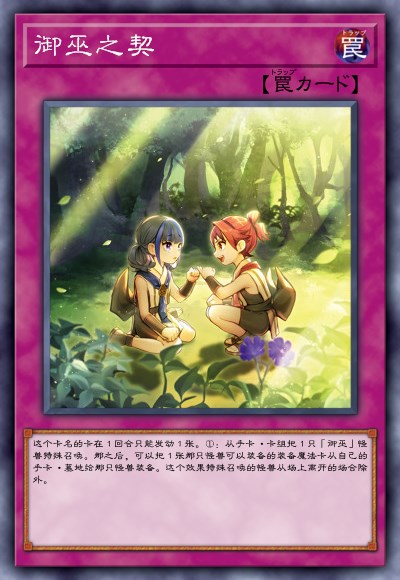 御巫之契
トラップ
罠
トラップ
【罠カード】
这个卡名的卡在1回合只能发动1张。①：从手卡·卡组把1只「御巫」怪
兽特殊召唤。那之后，可以把1张那只怪兽可以装备的装备魔法卡从自己的
手卡·墓地给那只怪兽装备。这个效果特殊召唤的怪兽从场上离开的场合除
外。